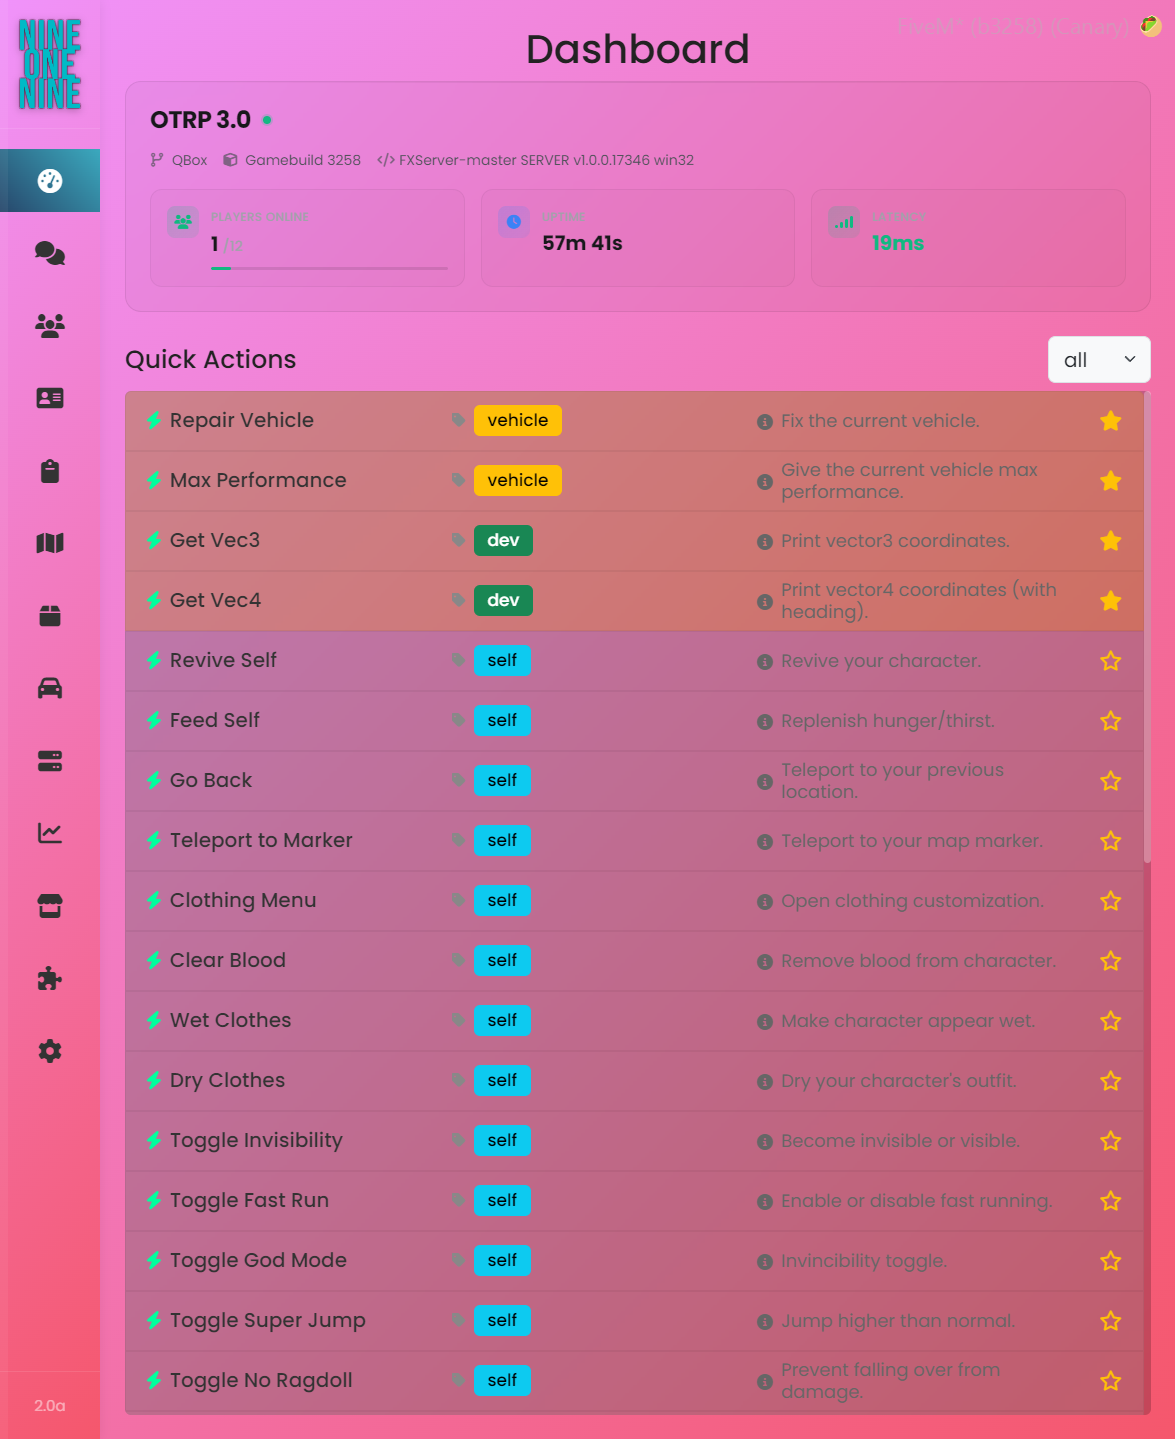 NINE
ONE
NINE
FiveM* (b3258) (Canary)
Dashboard
OTRP 3.0
QBox
Gamebuild 3258
</> FXServer-master SERVER v1.0.0.17346 win32
PLAYERS ONLINE
1 /12
UPTIME
57m 41s
LATENCY
19ms
Quick Actions
all
Repair Vehicle
vehicle
Fix the current vehicle.
Max Performance
vehicle
Give the current vehicle max
performance.
Get Vec3
dev
Print vector3 coordinates.
Get Vec4
dev
Print vector4 coordinates (with
heading).
Revive Self
self
Revive your character.
Feed Self
self
Replenish hunger/thirst.
Go Back
self
Teleport to your previous
location.
Teleport to Marker
self
Teleport to your map marker.
Clothing Menu
self
Open clothing customization.
Clear Blood
self
Remove blood from character.
Wet Clothes
self
Make character appear wet.
Dry Clothes
self
Dry your character's outfit.
Toggle Invisibility
self
Become invisible or visible.
Toggle Fast Run
self
Enable or disable fast running.
Toggle God Mode
self
Invincibility toggle.
Toggle Super Jump
self
Jump higher than normal.
Toggle No Ragdoll
self
Prevent falling over from
damage.
2.0a